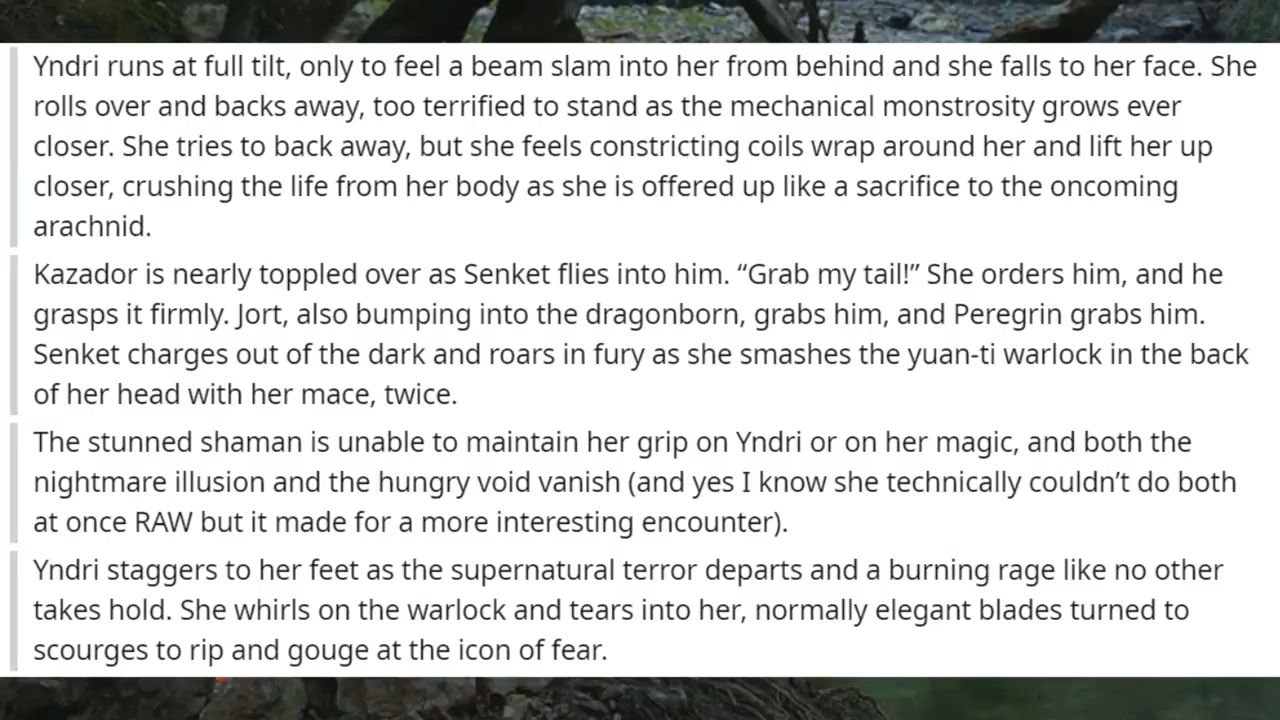 Yndri runs at full tilt, only to feel a beam slam into her from behind and she falls to her face. She
rolls over and backs away, too terrified to stand as the mechanical monstrosity grows ever
closer. She tries to back away, but she feels constricting coils wrap around her and lift her up
closer, crushing the life from her body as she is offered up like a sacrifice to the oncoming
arachnid.
Kazador is nearly toppled over as Senket flies into him. “Grab my tail!” She orders him, and he
grasps it firmly. Jort, also bumping into the dragonborn, grabs him, and Peregrin grabs him.
Senket charges out of the dark and roars in fury as she smashes the yuan-ti warlock in the back
of her head with her mace, twice.
The stunned shaman is unable to maintain her grip on Yndri or on her magic, and both the
nightmare illusion and the hungry void vanish (and yes I know she technically couldn’t do both
at once RAW but it made for a more interesting encounter).
Yndri staggers to her feet as the supernatural terror departs and a burning rage like no other
takes hold. She whirls on the warlock and tears into her, normally elegant blades turned to
scourges to rip and gouge at the icon of fear.